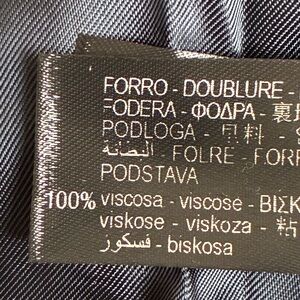 FORRO - DOUBLURE -
FODERA - ΦΟΔΡΑ - 裏地
PODLOGA - 里料 -
البطانة - FOLRE - FORR
PODSTAVA
100% viscosa - viscose - ΒΙΣΚ
viskose - viskoza - 粘
فسكوز - biskosa